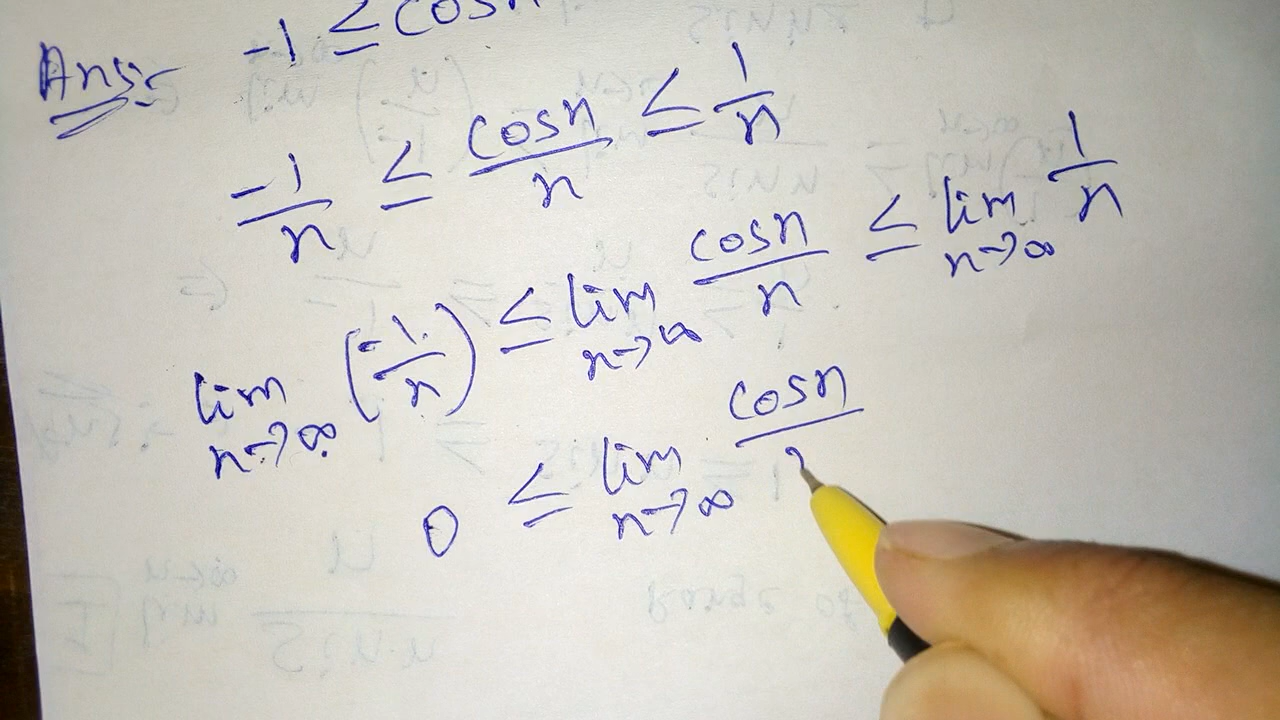 Ans:- -1 ≤ cosn
-1/n ≤ cosn/n ≤ 1/n
lim n→∞ (-1/n) ≤ lim n→∞ cosn/n ≤ lim n→∞ 1/n
0 ≤ lim n→∞ cosn/